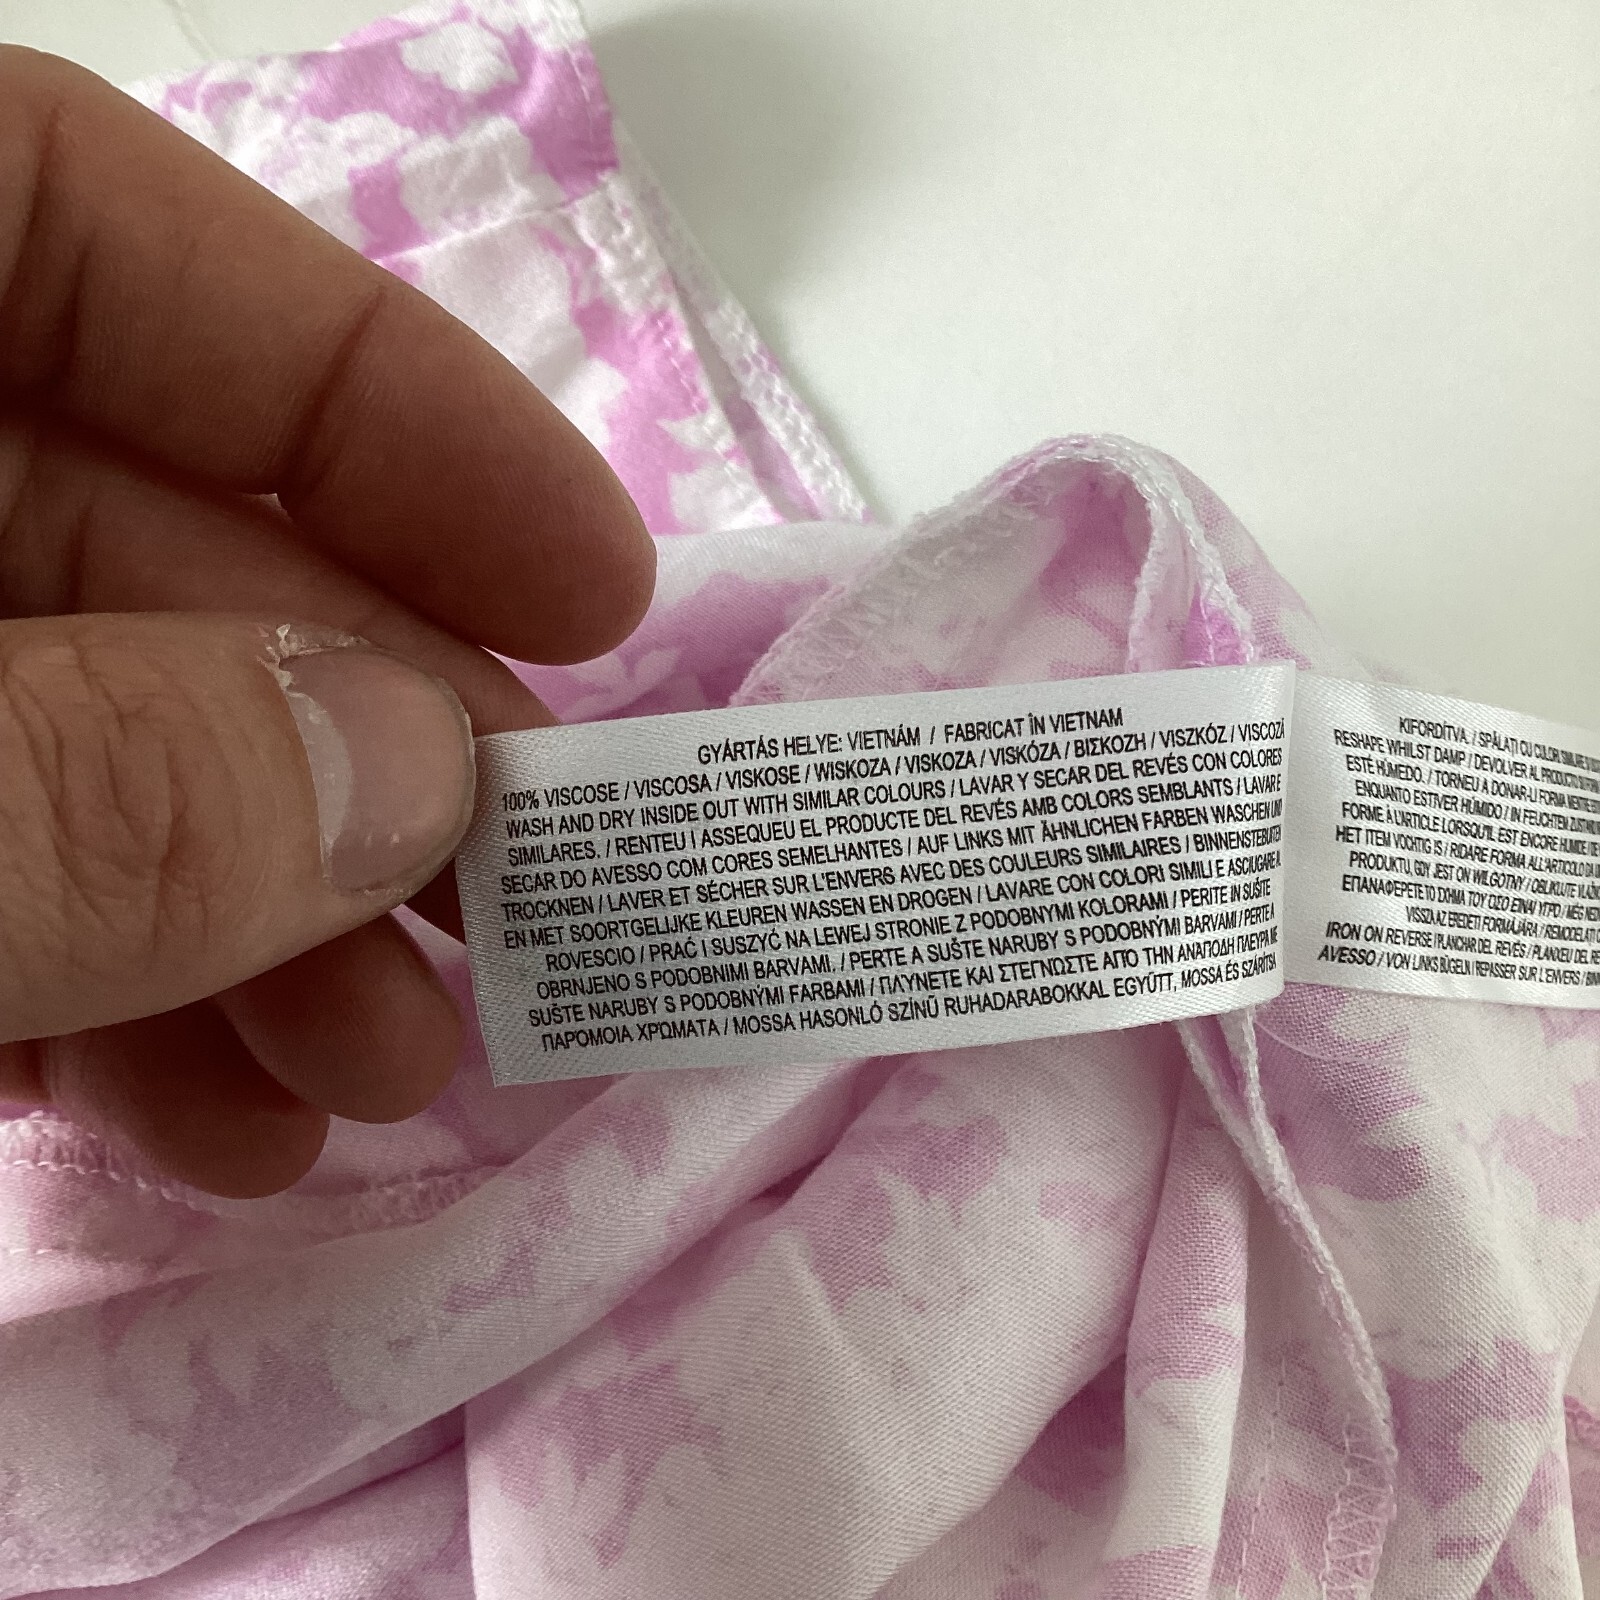 GYÁRTÁS HELYE: VIETNÁM / FABRICAT ÎN VIETNAM
100% VISCOSE / VISCOSA / VISKOSE / WISKOZA / VISKOZA / VISKÓZA / ΒΙΣΚΟΖΗ / VISZKÓZ / VISCOZĂ
WASH AND DRY INSIDE OUT WITH SIMILAR COLOURS / LAVAR Y SECAR DEL REVÉS CON COLORES
SIMILARES. / RENTEU I ASSEQUEU EL PRODUCTE DEL REVÉS AMB COLORS SEMBLANTS / LAVAR E
SECAR DO AVESSO COM CORES SEMELHANTES / AUF LINKS MIT ÄHNLICHEN FARBEN WASCHEN UND
TROCKNEN / LAVER ET SÉCHER SUR L'ENVERS AVEC DES COULEURS SIMILAIRES / BINNENSTEBUITEN
EN MET SOORTGELIJKE KLEUREN WASSEN EN DROGEN / LAVARE CON COLORI SIMILI E ASCIUGARE AL
ROVESCIO / PRAĆ I SUSZYĆ NA LEWEJ STRONIE Z PODOBNYMI KOLORAMI / PERITE IN SUŠITE
OBRNJENO S PODOBNIMI BARVAMI. / PERTE A SUŠTE NARUBY S PODOBNÝMI BARVAMI / PERTE A
SUŠTE NARUBY S PODOBNÝMI FARBAMI / ΠΛΥΝΕΤΕ ΚΑΙ ΣΤΕΓΝΩΣΤΕ ΑΠΟ ΤΗΝ ΑΝΑΠΟΔΗ ΠΛΕΥΡΑ ΜΕ
ΠΑΡΌΜΟΙΑ ΧΡΏΜΑΤΑ / MOSSA HASONLÓ SZÍNŰ RUHADARABOKKAL EGYÜTT, MOSSA ÉS SZÁRÍTSA
KIFORDÍTVA. / SPĂLAȚI CU CULORI
RESHAPE WHILST DAMP / DEVOLVER AL PRODUCTO SU
ESTÉ HÚMEDO. / TORNEU A DONAR-LI FORMA MENTRE
ENQUANTO ESTIVER HÚMIDO / IN FEUCHTEM
FORME À L'ARTICLE LORSQU'IL EST ENCORE HUMIDE /
HET ITEM VOCHTIG IS / RIDARE FORMA ALL'ARTICOLO DA
PRODUKTU, GDY JEST ON WILGOTNY / OBLIKUJTE
ΕΠΑΝΑΦΕΡΕΤΕ ΤΟ ΣΧΗΜΑ ΤΟΥ ΟΣΟ ΕΙΝΑΙ ΥΓΡΟ / MÉG
VISSZA AZ EREDETI FORMÁJÁRA / REMODELATI
IRON ON REVERSE / PLANCHAR DEL REVÉS / PLANXEU DEL
AVESSO / VON LINKS BÜGELN / REPASSER SUR L'ENVERS /